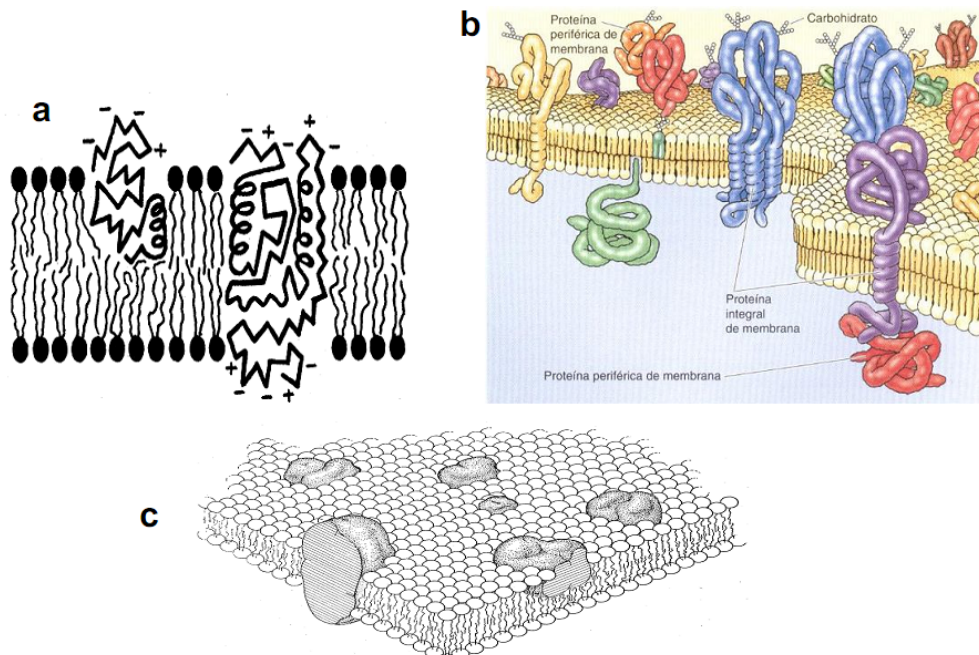 a
b
Proteína
periférica de
membrana
Carbohidrato
Proteína
integral
de membrana
Proteína periférica de membrana
c